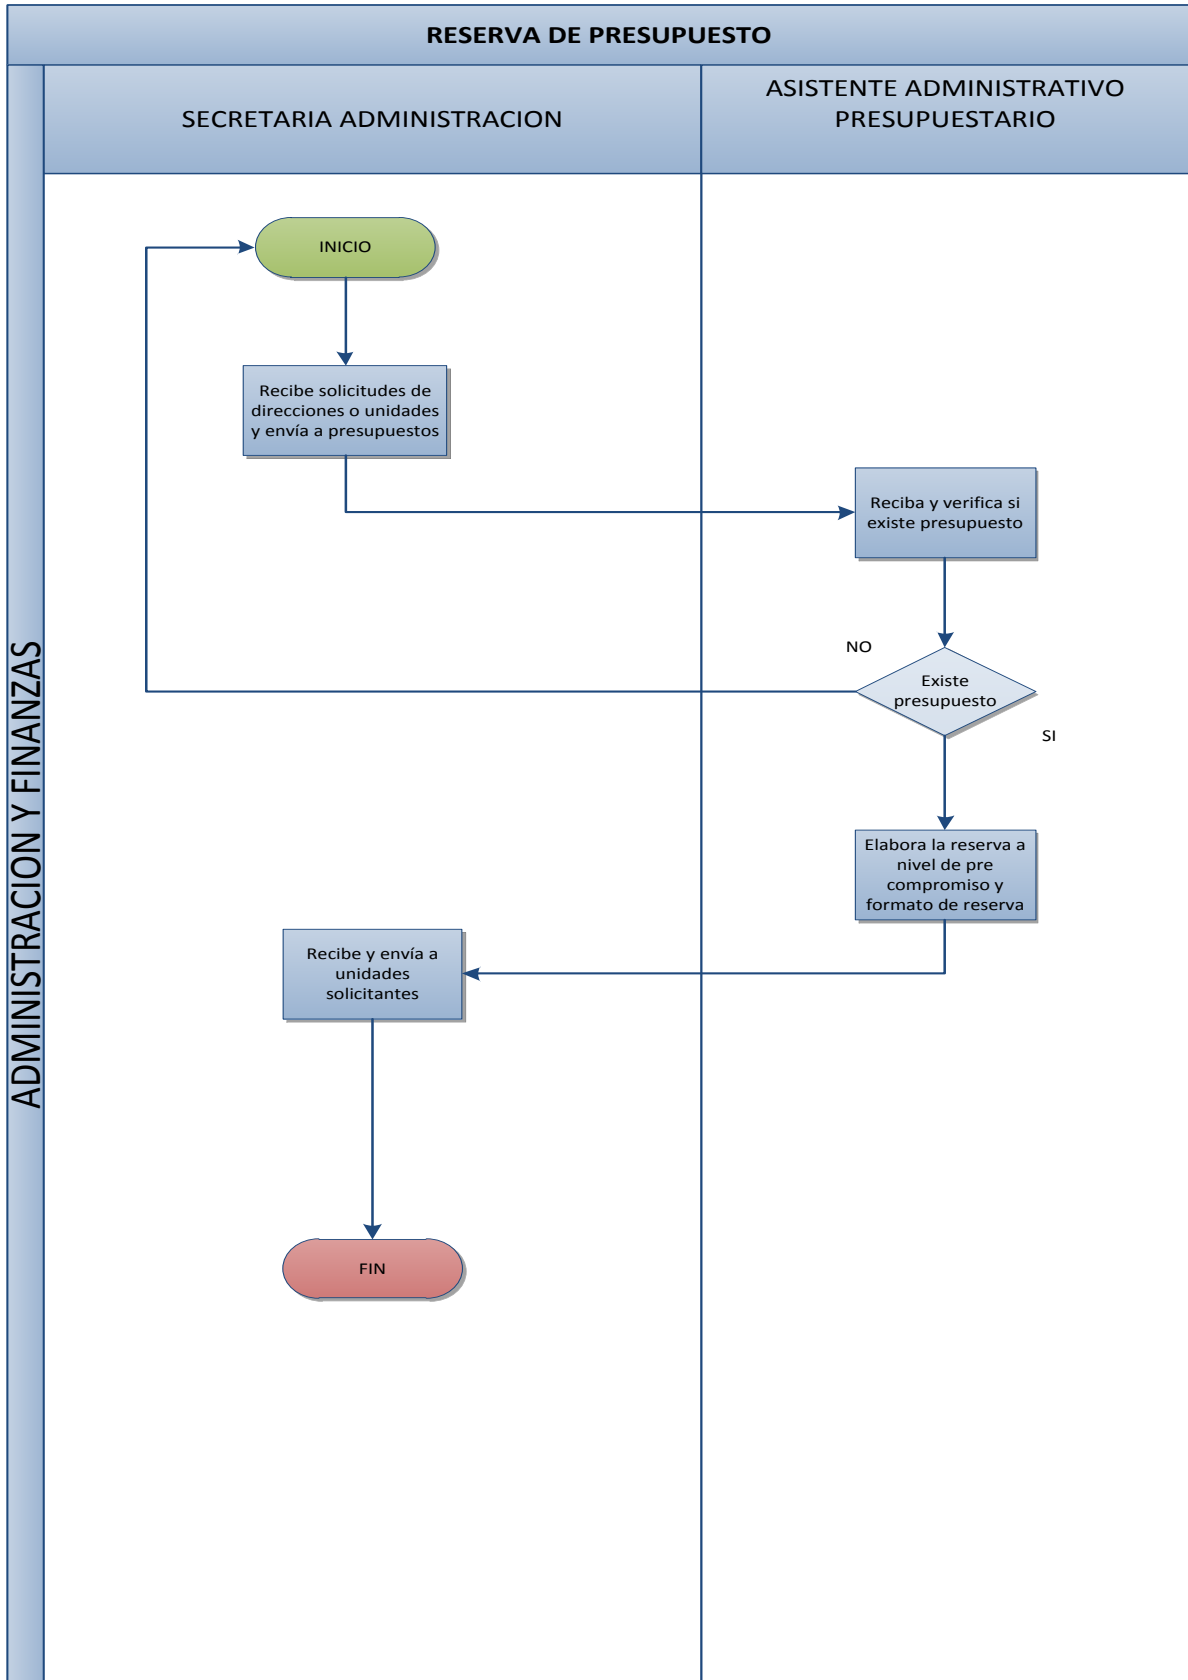 RESERVA DE PRESUPUESTO
SECRETARIA ADMINISTRACION
ASISTENTE ADMINISTRATIVO
PRESUPUESTARIO
ADMINISTRACION Y FINANZAS
INICIO
Recibe solicitudes de
direcciones o unidades
y envía a presupuestos
Reciba y verifica si
existe presupuesto
NO
Existe
presupuesto
SI
Elabora la reserva a
nivel de pre
compromiso y
formato de reserva
Recibe y envía a
unidades
solicitantes
FIN